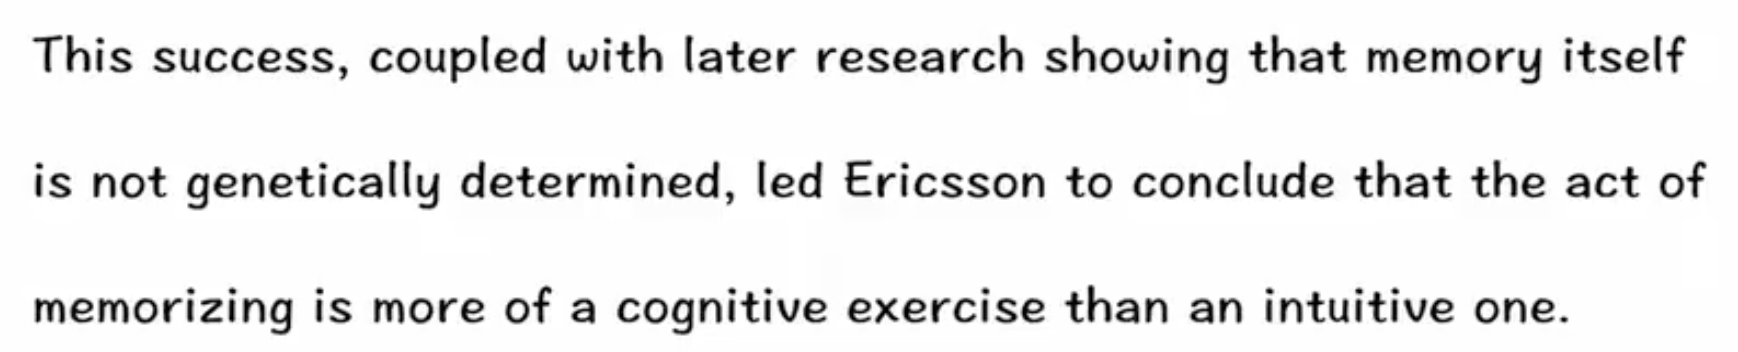 This success, coupled with later research showing that memory itself
is not genetically determined, led Ericsson to conclude that the act of
memorizing is more of a cognitive exercise than an intuitive one.